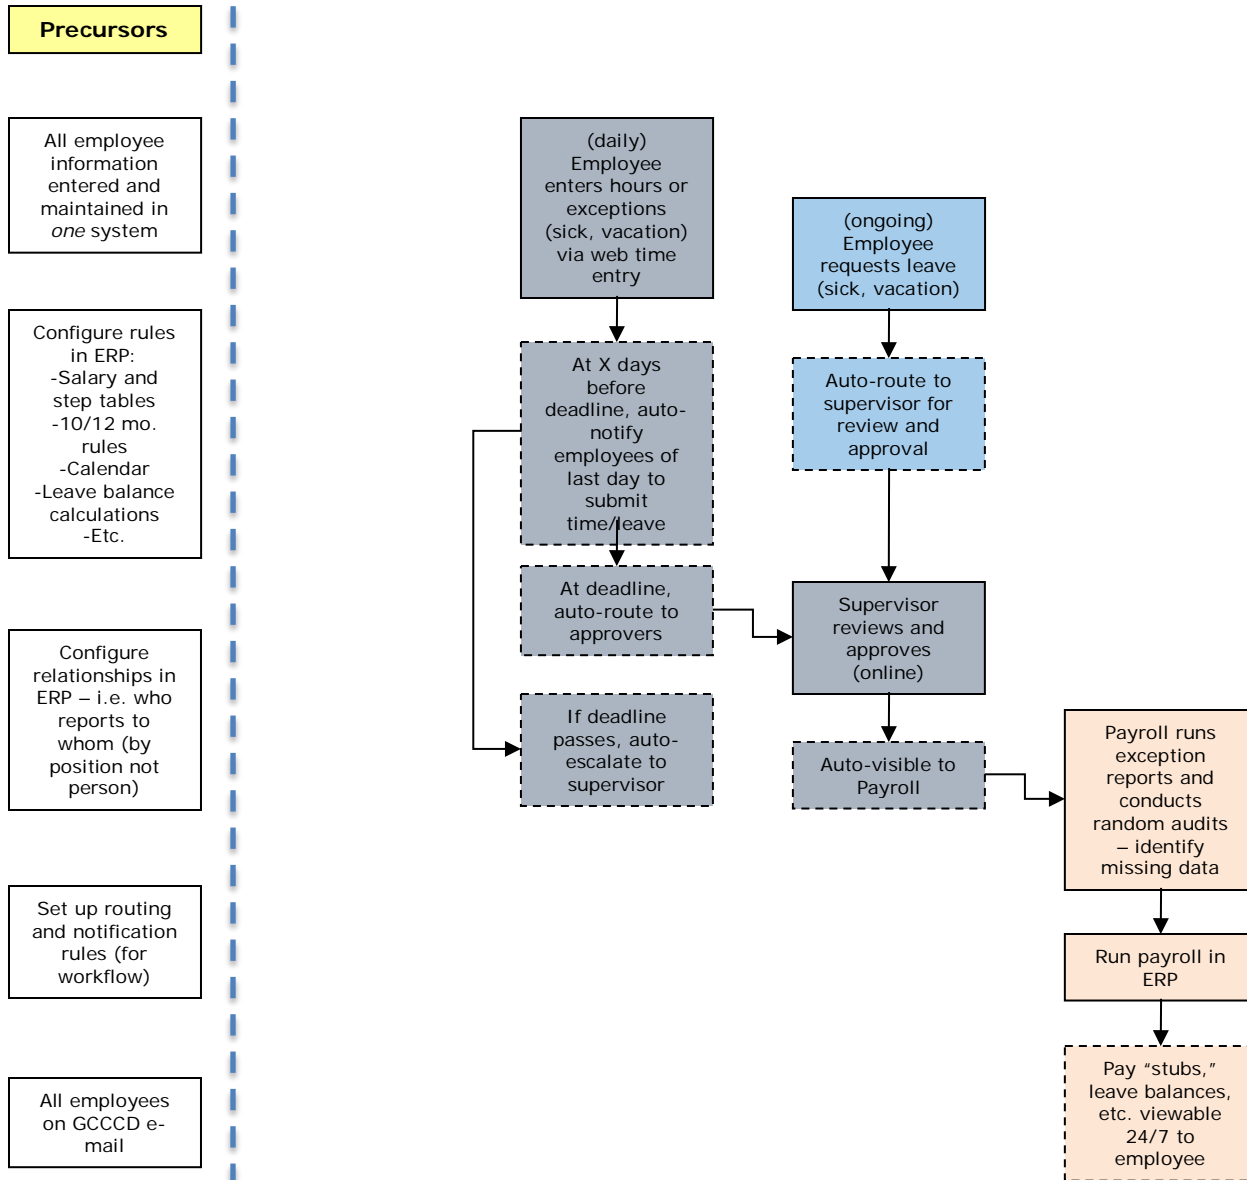 Precursors
All employee
information
entered and
maintained in
one system
Configure rules
in ERP:
-Salary and
step tables
-10/12 mo.
rules
-Calendar
-Leave balance
calculations
-Etc.
Configure
relationships in
ERP – i.e. who
reports to
whom (by
position not
person)
Set up routing
and notification
rules (for
workflow)
All employees
on GCCCD e-
mail
(daily)
Employee
enters hours or
exceptions
(sick, vacation)
via web time
entry
At X days
before
deadline, auto-
notify
employees of
last day to
submit
time/leave
At deadline,
auto-route to
approvers
If deadline
passes, auto-
escalate to
supervisor
(ongoing)
Employee
requests leave
(sick, vacation)
Auto-route to
supervisor for
review and
approval
Supervisor
reviews and
approves
(online)
Auto-visible to
Payroll
Payroll runs
exception
reports and
conducts
random audits
– identify
missing data
Run payroll in
ERP
Pay “stubs,”
leave balances,
etc. viewable
24/7 to
employee